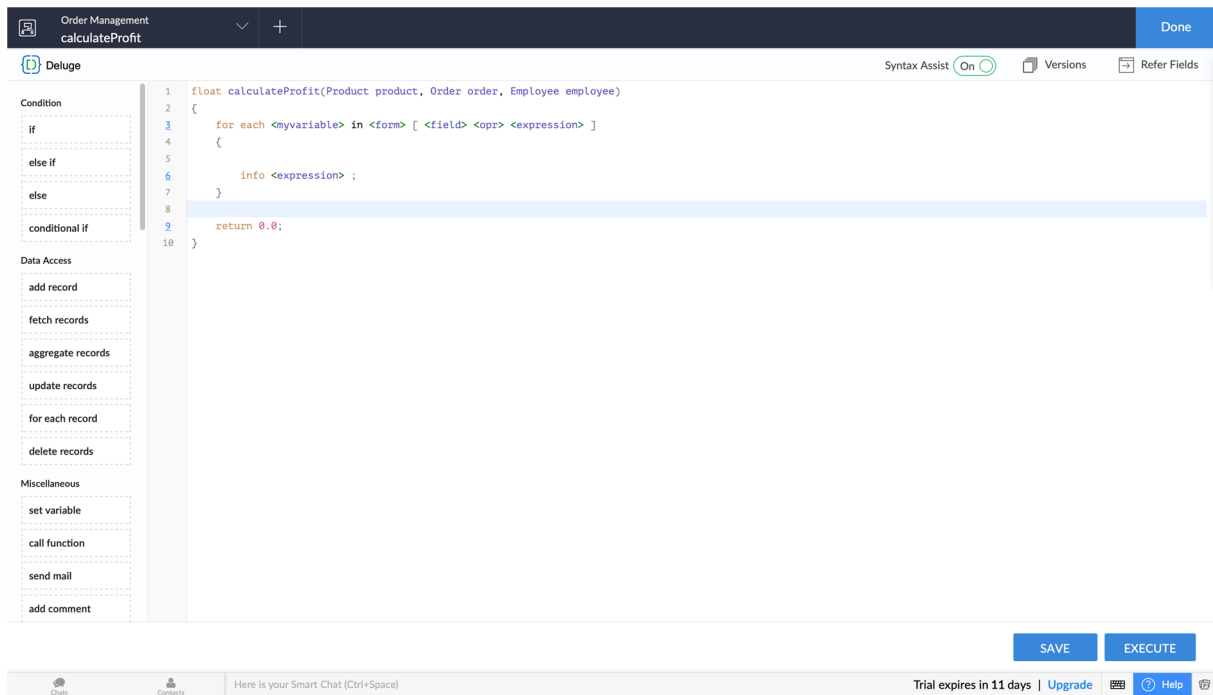 Order Management
calculateProfit
Done
Deluge
Syntax Assist On
Versions
Refer Fields
Condition
if
else if
else
conditional if
Data Access
add record
fetch records
aggregate records
update records
for each record
delete records
Miscellaneous
set variable
call function
send mail
add comment
1 float calculateProfit(Product product, Order order, Employee employee)
2 {
3 for each <myvariable> in <form> [ <field> <opr> <expression> ]
4 {
5
6 info <expression> ;
7 }
8
9 return 0.0;
10 }
SAVE
EXECUTE
Chats
Contacts
Here is your Smart Chat (Ctrl+Space)
Trial expires in 11 days | Upgrade
Help